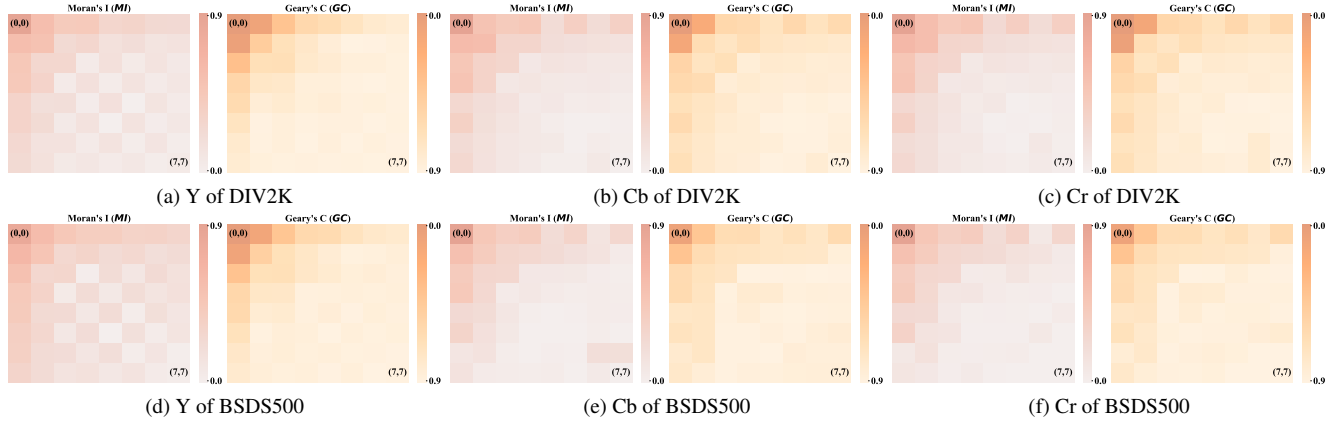 Moran's I (MI)
Geary's C (GC)
Moran's I (MI)
Geary's C (GC)
Moran's I (MI)
Geary's C (GC)
(0,0)
(7,7)
0.9
0.0
(0,0)
(7,7)
0.0
0.9
(0,0)
(7,7)
0.9
0.0
(0,0)
(7,7)
0.0
0.9
(0,0)
(7,7)
0.9
0.0
(0,0)
(7,7)
0.0
0.9
(a) Y of DIV2K
(b) Cb of DIV2K
(c) Cr of DIV2K
Moran's I (MI)
Geary's C (GC)
Moran's I (MI)
Geary's C (GC)
Moran's I (MI)
Geary's C (GC)
(0,0)
(7,7)
0.9
0.0
(0,0)
(7,7)
0.0
0.9
(0,0)
(7,7)
0.9
0.0
(0,0)
(7,7)
0.0
0.9
(0,0)
(7,7)
0.9
0.0
(0,0)
(7,7)
0.0
0.9
(d) Y of BSDS500
(e) Cb of BSDS500
(f) Cr of BSDS500